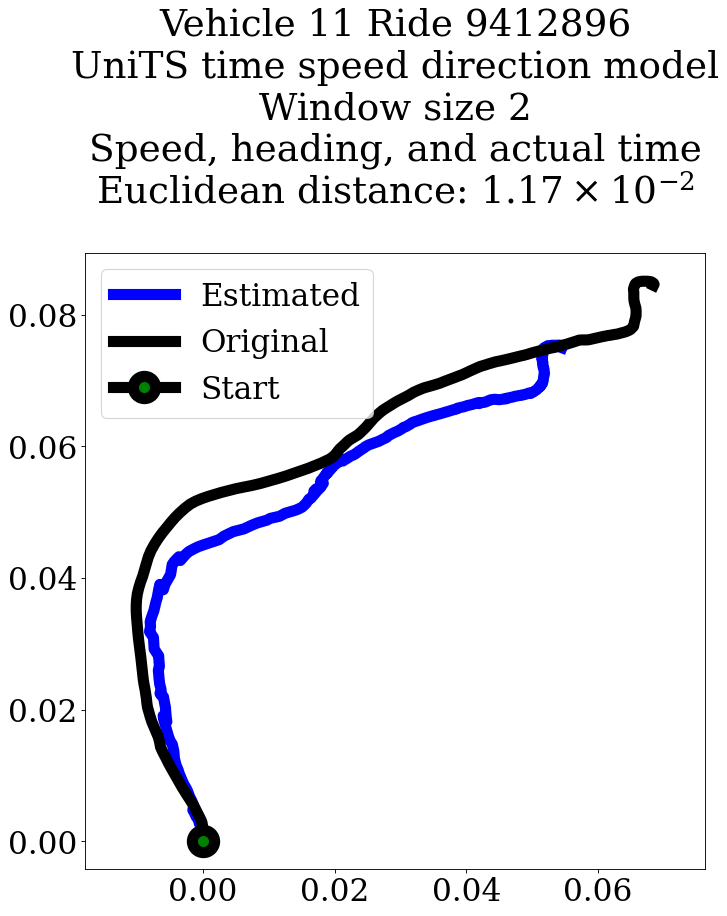 Vehicle 11 Ride 9412896
UniTS time speed direction model
Window size 2
Speed, heading, and actual time
Euclidean distance: 1.17 × 10⁻²
Estimated
Original
Start
0.08
0.06
0.04
0.02
0.00
0.00 0.02 0.04 0.06